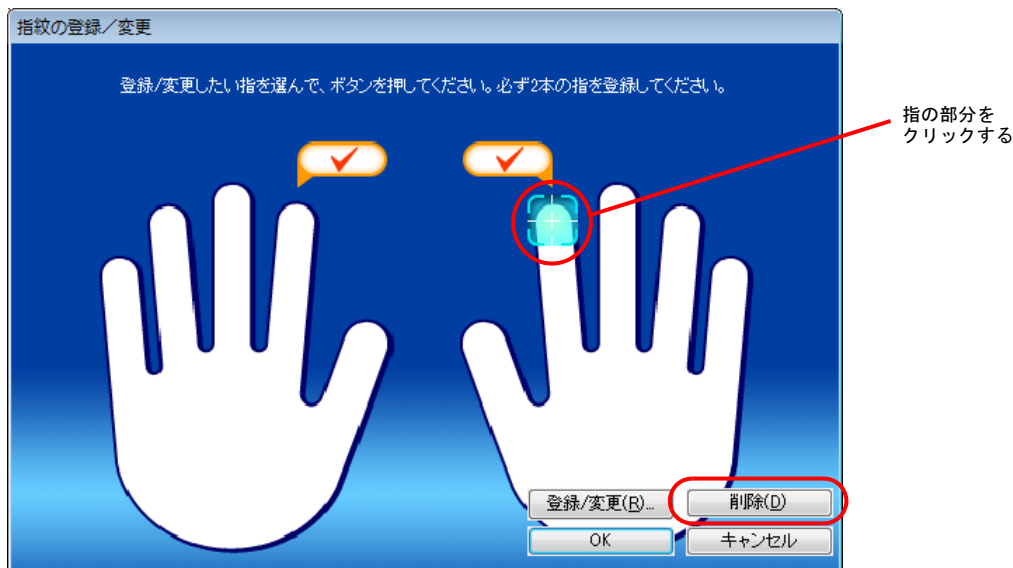 指紋の登録／変更
登録/変更したい指を選んで、ボタンを押してください。必ず2本の指を登録してください。
指の部分を
クリックする
登録/変更(R)...
削除(D)
OK
キャンセル